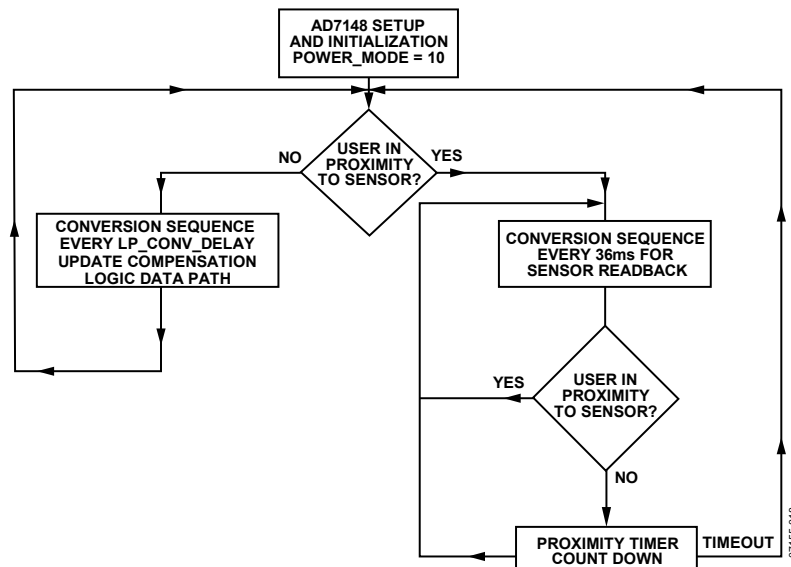 AD7148 SETUP
AND INITIALIZATION
POWER_MODE = 10
USER IN
PROXIMITY
TO SENSOR?
NO
YES
CONVERSION SEQUENCE
EVERY LP_CONV_DELAY
UPDATE COMPENSATION
LOGIC DATA PATH
CONVERSION SEQUENCE
EVERY 36ms FOR
SENSOR READBACK
YES
USER IN
PROXIMITY
TO SENSOR?
NO
PROXIMITY TIMER
COUNT DOWN
TIMEOUT